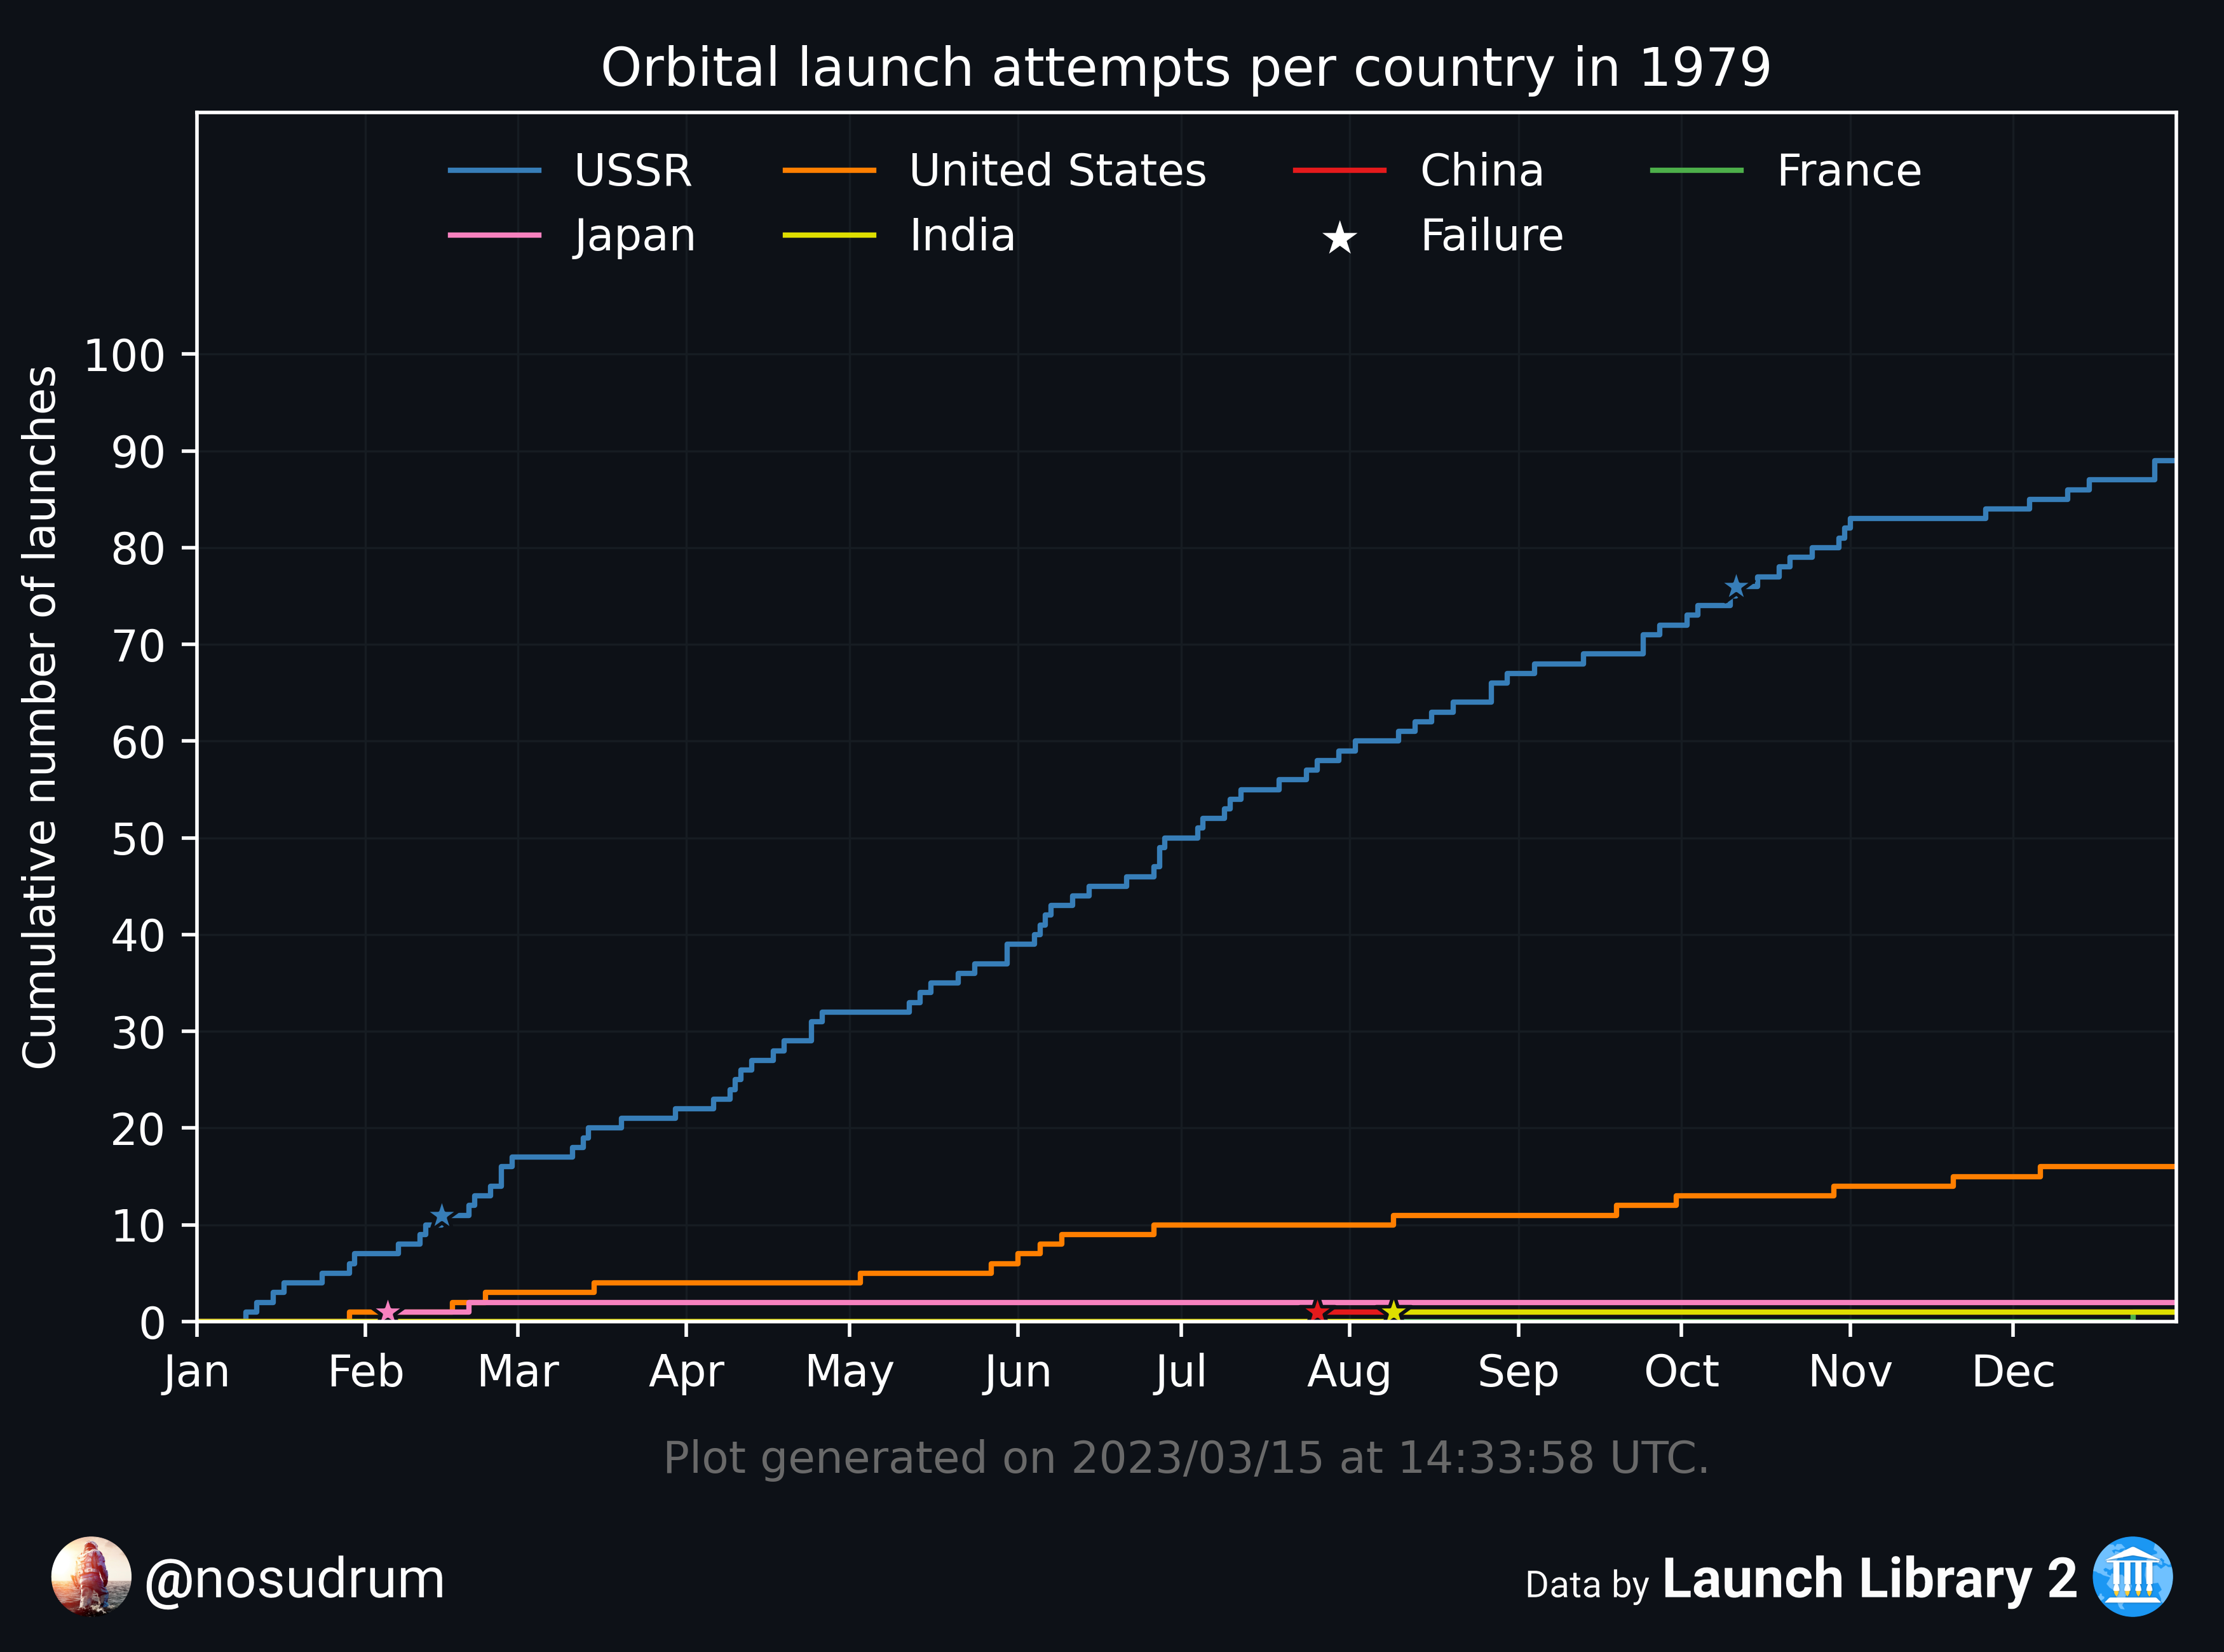 Orbital launch attempts per country in 1979
USSR United States China France
Japan India Failure
Cumulative number of launches
100
90
80
70
60
50
40
30
20
10
0
Jan Feb Mar Apr May Jun Jul Aug Sep Oct Nov Dec
Plot generated on 2023/03/15 at 14:33:58 UTC.
@nosudrum
Data by Launch Library 2